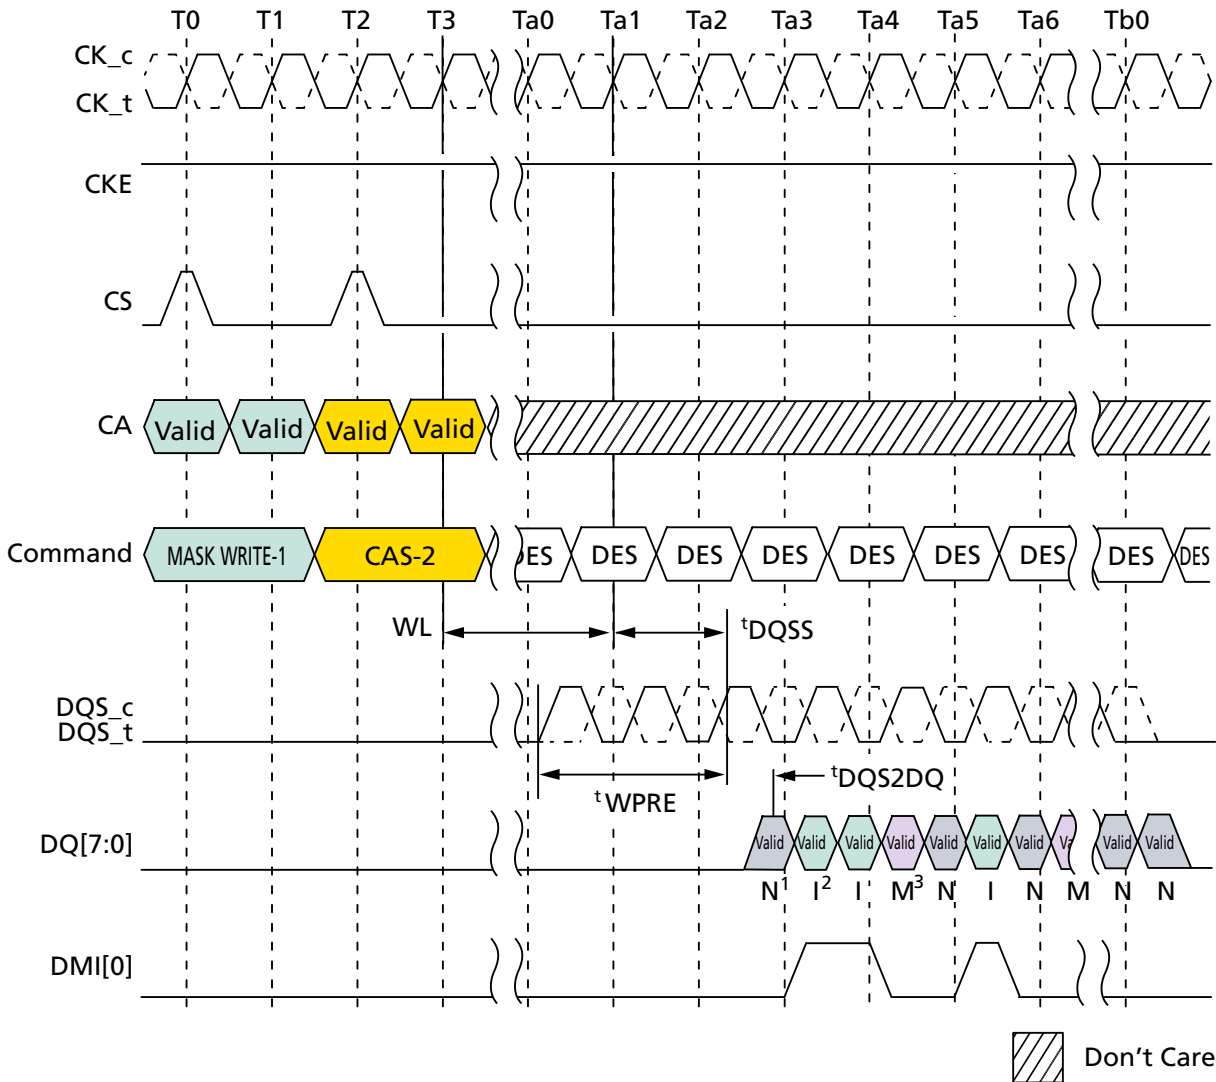 T0 T1 T2 T3 Ta0 Ta1 Ta2 Ta3 Ta4 Ta5 Ta6 Tb0
CK_c
CK_t
CKE
CS
CA Valid Valid Valid Valid
Command MASK WRITE-1 CAS-2 DES DES DES DES DES DES DES DES DES
WL tDQSS
DQS_c
DQS_t
tDQS2DQ
tWPRE
DQ[7:0] Valid Valid Valid Valid Valid Valid Valid Va Valid Valid
N1 I2 I M3 N I N M N N
DMI[0]
Don't Care